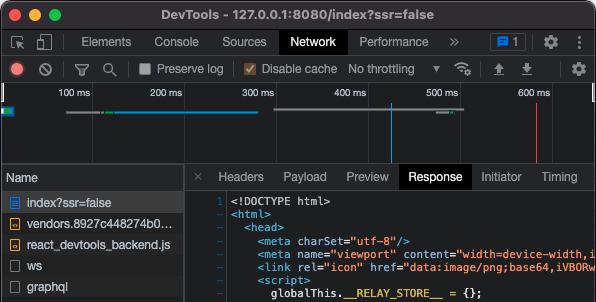 DevTools - 127.0.0.1:8080/index?ssr=false
Elements Console Sources Network Performance » 1
Preserve log Disable cache No throttling
100 ms 200 ms 300 ms 400 ms 500 ms 600 ms
Name
index?ssr=false
vendors.8927c448274b0...
react_devtools_backend.js
ws
graphql
× Headers Payload Preview Response Initiator Timing
1 <!DOCTYPE html>
- <html>
- <head>
- <meta charSet="utf-8"/>
- <meta name="viewport" content="width=device-width,i
- <link rel="icon" href="data:image/png;base64,iVBORw
- <script>
- globalThis.__RELAY_STORE__ = {};